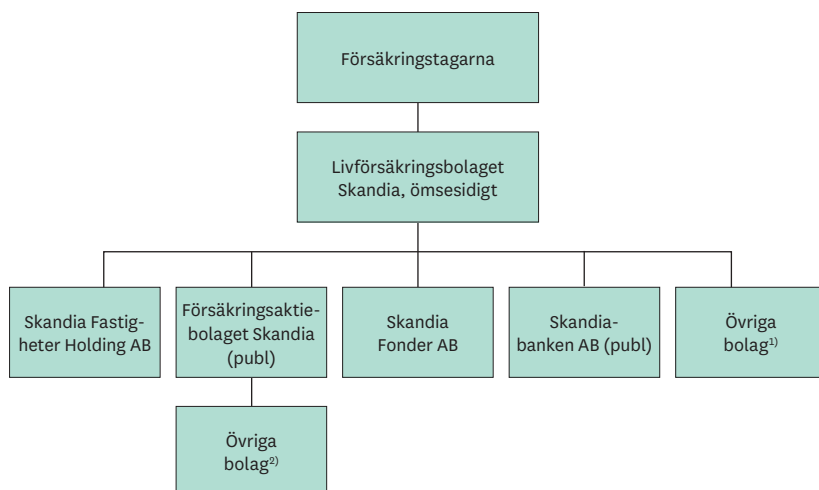 Försäkringstagarna
Livförsäkringsbolaget
Skandia, ömsesidigt
Skandia Fastig-
heter Holding AB
Försäkringsaktie-
bolaget Skandia
(publ)
Skandia
Fonder AB
Skandia-
banken AB (publ)
Övriga
bolag¹⁾
Övriga
bolag²⁾